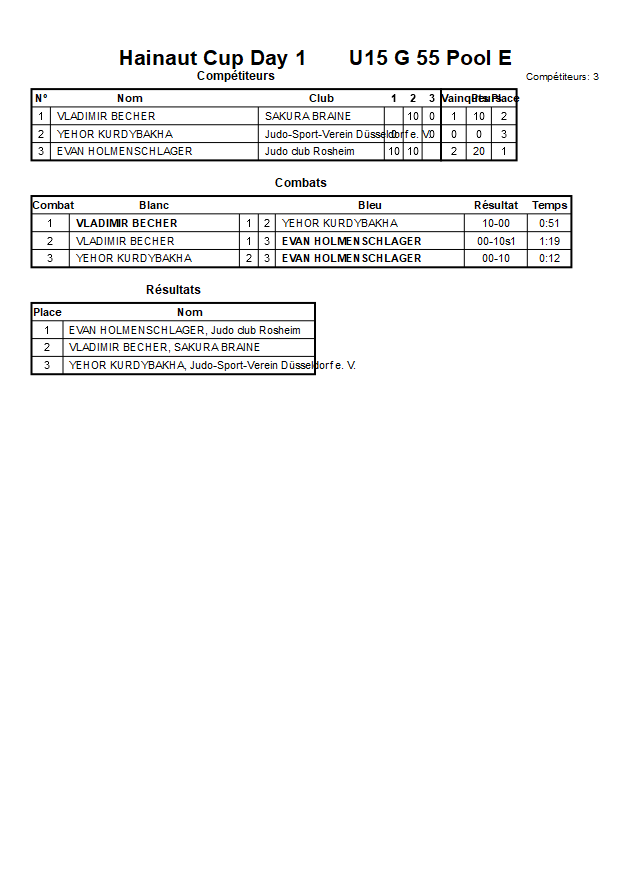 Hainaut Cup Day 1 U15 G 55 Pool E
Compétiteurs Compétiteurs: 3
Nº Nom Club 1 2 3 Vainqueurs Pts Place
1 VLADIMIR BECHER SAKURA BRAINE 10 0 1 10 2
2 YEHOR KURDYBAKHA Judo-Sport-Verein Düsseldorf e. V. 0 0 0 0 3
3 EVAN HOLMENSCHLAGER Judo club Rosheim 10 10 2 20 1
Combats
Combat Blanc Bleu Résultat Temps
1 VLADIMIR BECHER 1 2 YEHOR KURDYBAKHA 10-00 0:51
2 VLADIMIR BECHER 1 3 EVAN HOLMENSCHLAGER 00-10s1 1:19
3 YEHOR KURDYBAKHA 2 3 EVAN HOLMENSCHLAGER 00-10 0:12
Résultats
Place Nom
1 EVAN HOLMENSCHLAGER, Judo club Rosheim
2 VLADIMIR BECHER, SAKURA BRAINE
3 YEHOR KURDYBAKHA, Judo-Sport-Verein Düsseldorf e. V.